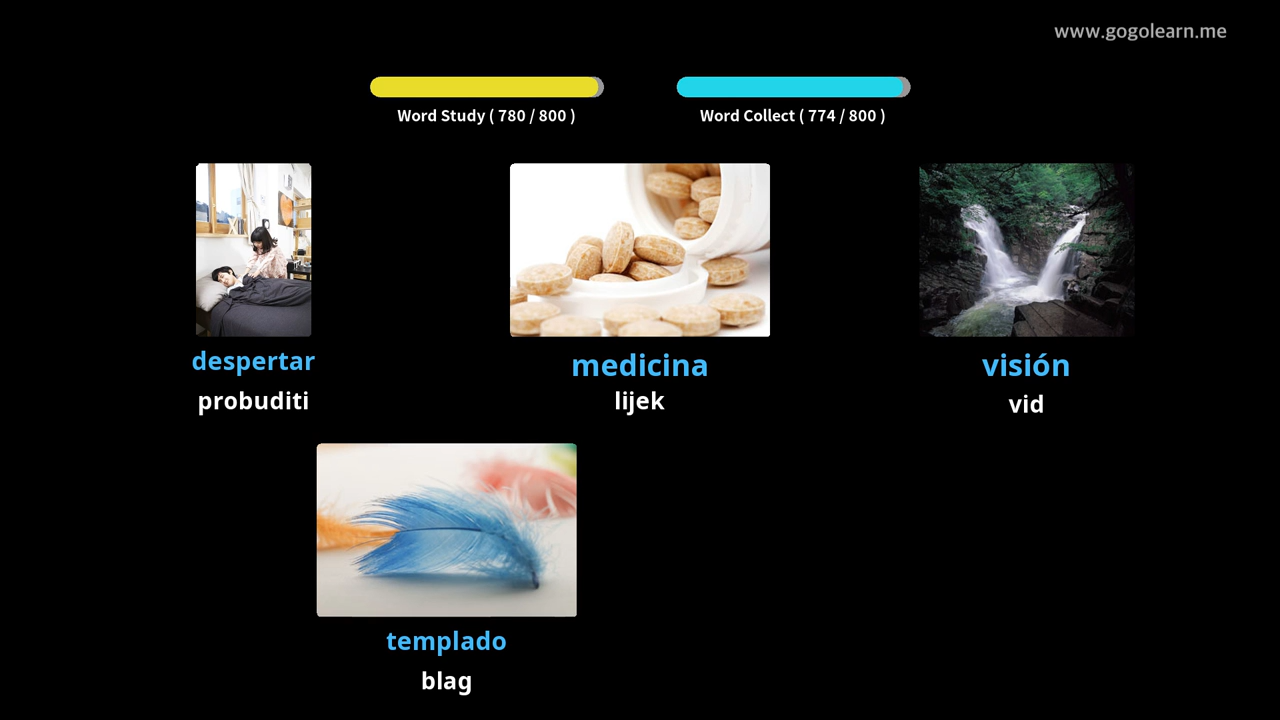 www.gogolearn.me
Word Study ( 780 / 800 )
Word Collect ( 774 / 800 )
despertar
probuditi
medicina
lijek
visión
vid
templado
blag